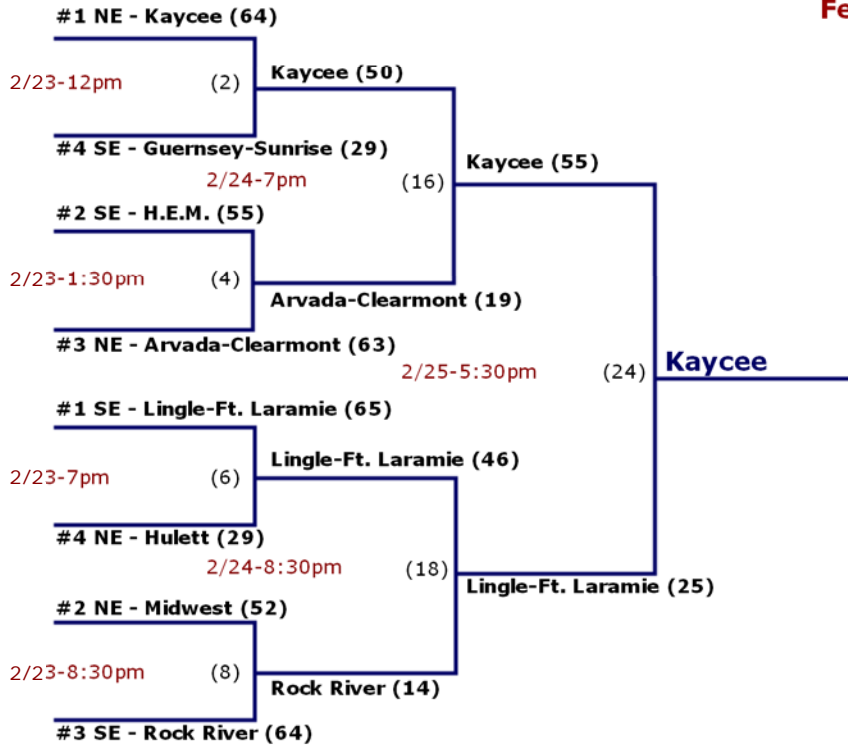 Fe
#1 NE - Kaycee (64)
2/23-12pm
(2)
Kaycee (50)
#4 SE - Guernsey-Sunrise (29)
2/24-7pm
(16)
Kaycee (55)
#2 SE - H.E.M. (55)
2/23-1:30pm
(4)
Arvada-Clearmont (19)
#3 NE - Arvada-Clearmont (63)
2/25-5:30pm
(24)
Kaycee
#1 SE - Lingle-Ft. Laramie (65)
2/23-7pm
(6)
Lingle-Ft. Laramie (46)
#4 NE - Hulett (29)
2/24-8:30pm
(18)
Lingle-Ft. Laramie (25)
#2 NE - Midwest (52)
2/23-8:30pm
(8)
Rock River (14)
#3 SE - Rock River (64)